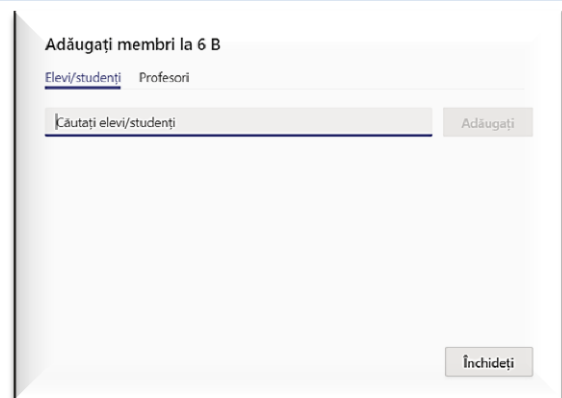 Adăugați membri la 6 B
Elevi/studenți Profesori
Căutați elevi/studenți Adăugați
Închideți